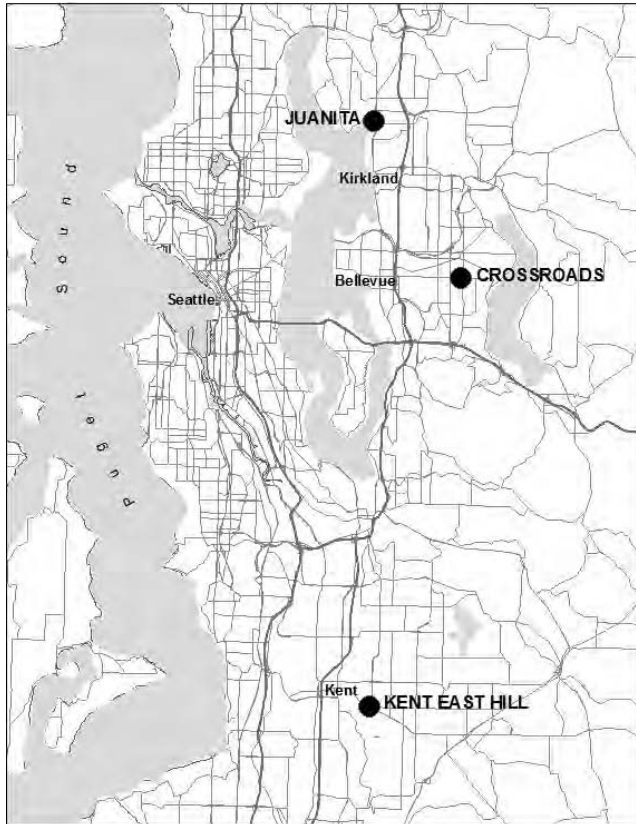 JUANITA
Kirkland
Bellevue
CROSSROADS
Seattle
Puget Sound
Kent
KENT EAST HILL